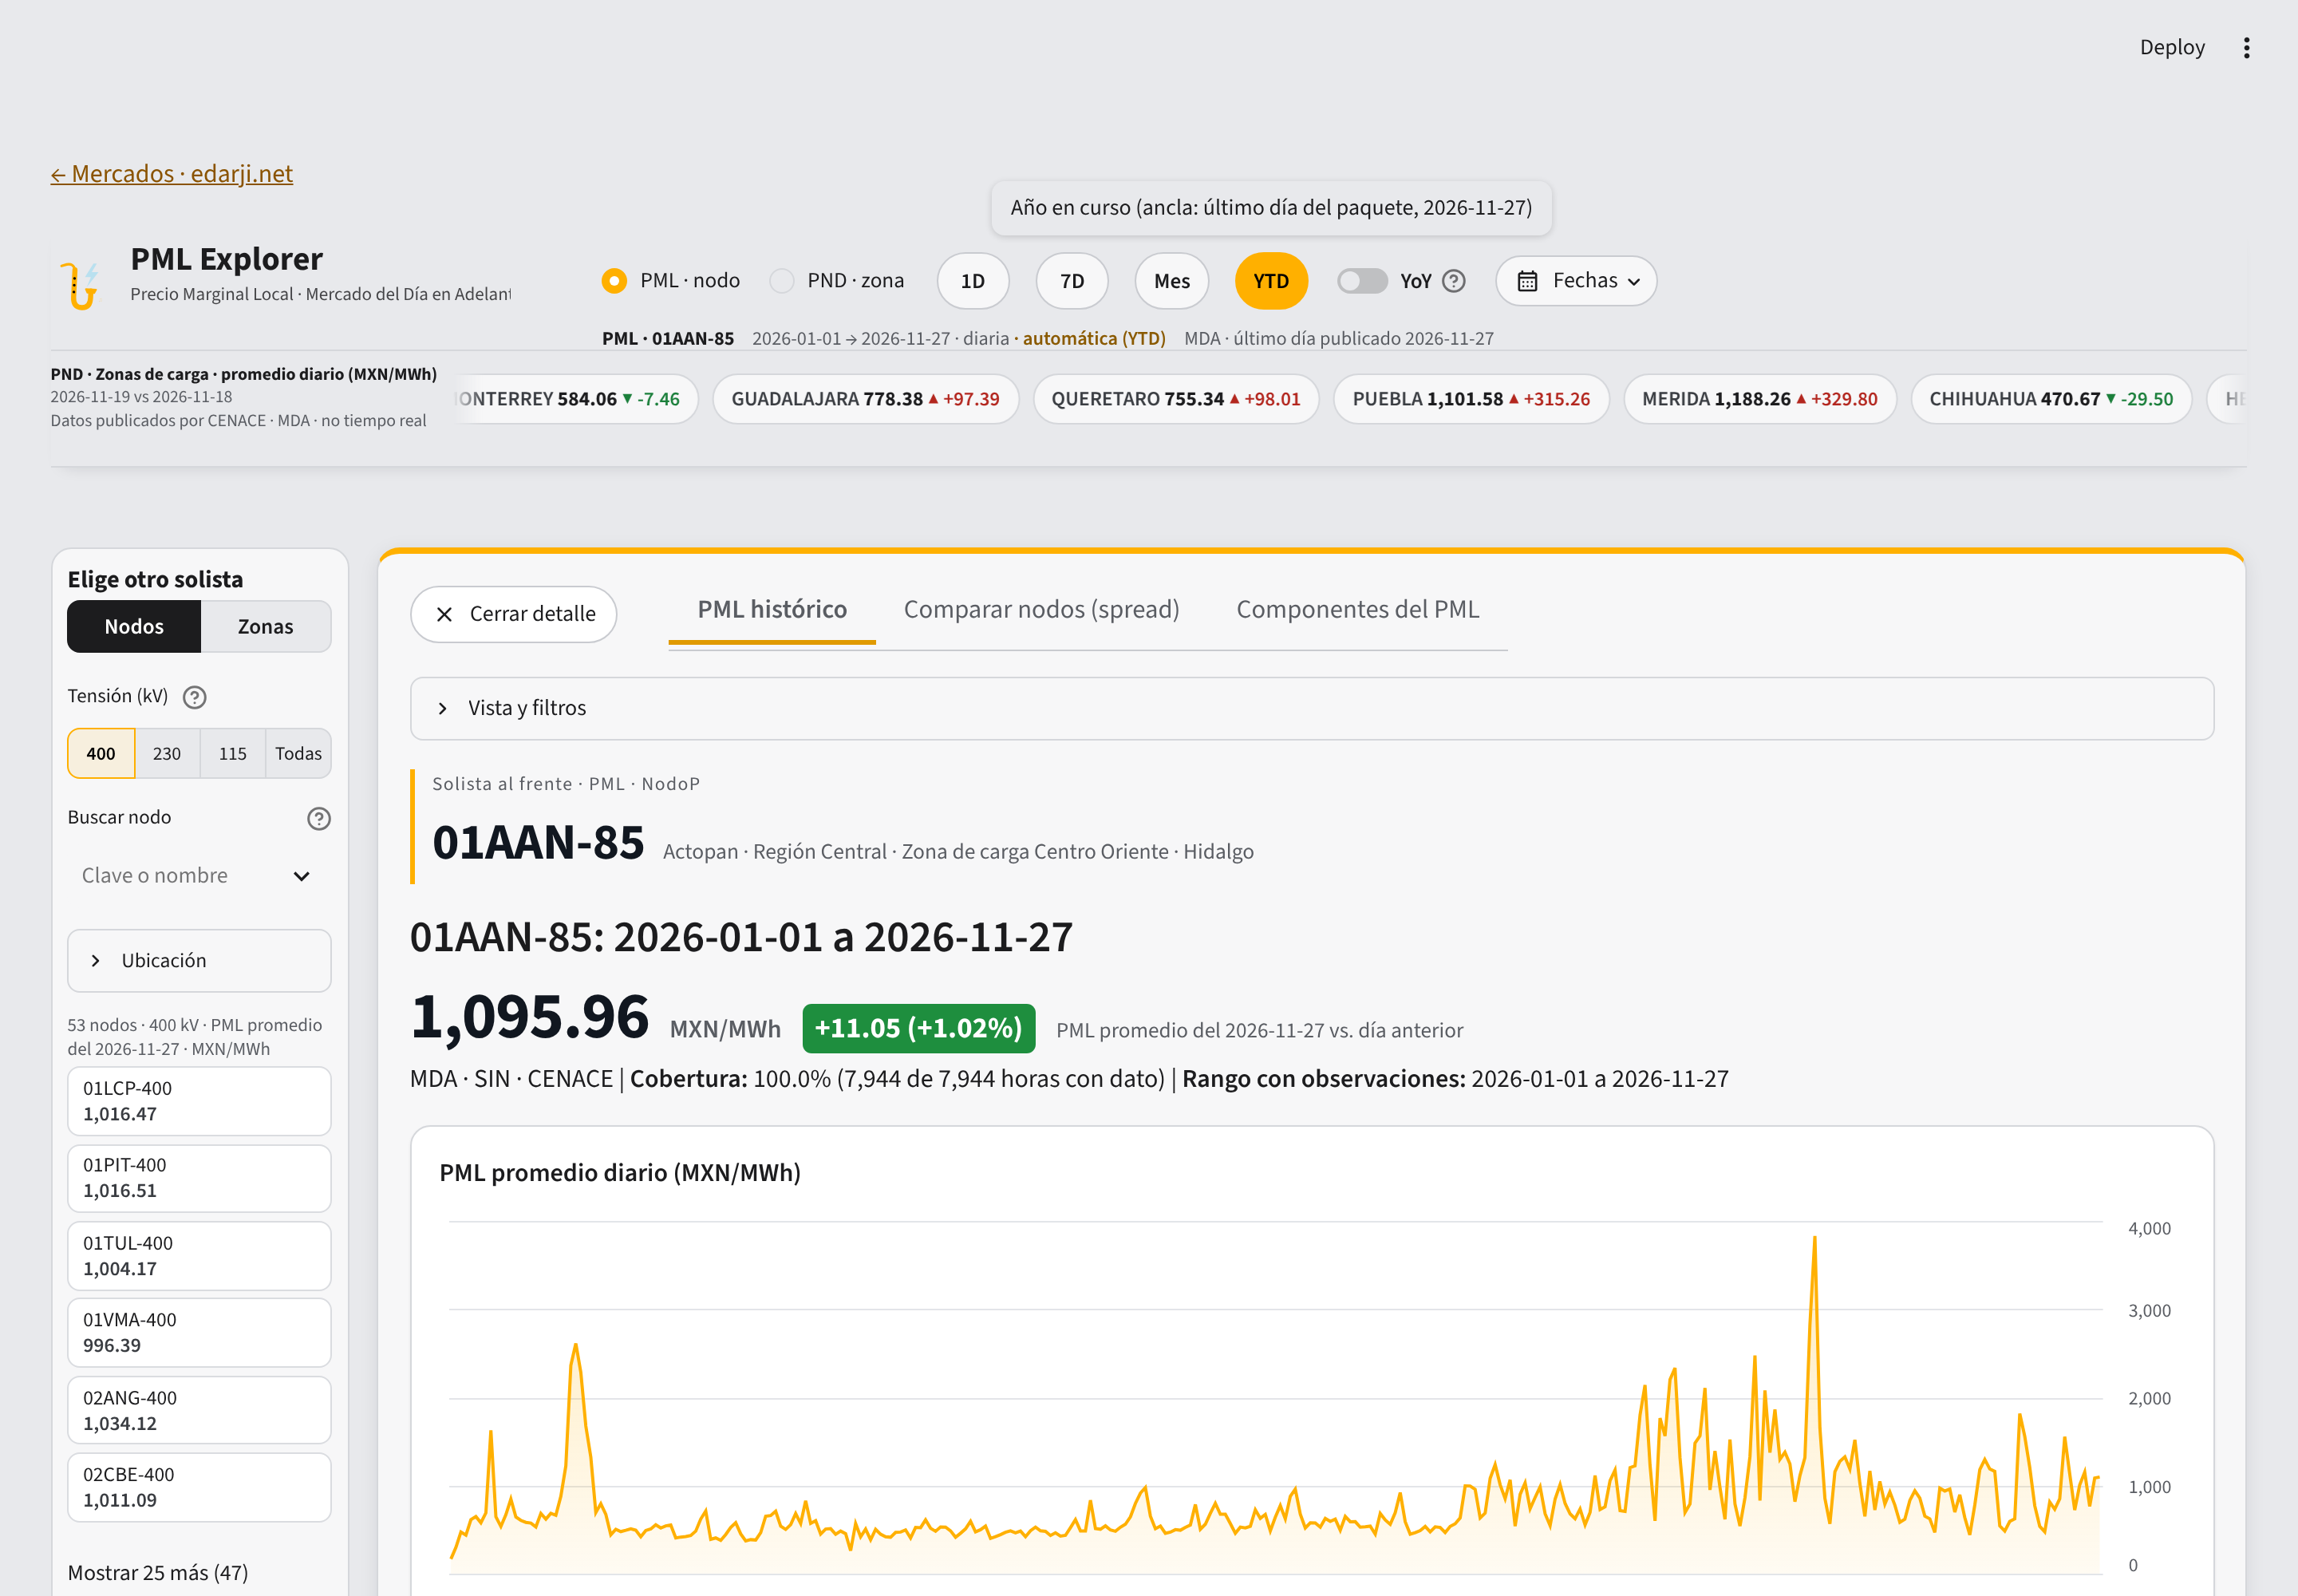 Deploy
← Mercados · edarji.net
Año en curso (ancla: último día del paquete, 2026-11-27)
PML Explorer
Precio Marginal Local · Mercado del Día en
PML · nodo
PND · zona
1D
7D
Mes
YTD
YoY
Fechas
PML · 01AAN-85 2026-01-01 → 2026-11-27 · diaria · automática (YTD) MDA · último día publicado 2026-11-27
PND · Zonas de carga · promedio diario (MXN/MWh)
2026-11-19 vs 2026-11-18
Datos publicados por CENACE · MDA · no tiempo real
584.06 ▼ -7.46
GUADALAJARA 778.38 ▲ +97.39
QUERETARO 755.34 ▲ +98.01
PUEBLA 1,101.58 ▲ +315.26
MERIDA 1,188.26 ▲ +329.80
CHIHUAHUA 470.67 ▼ -29.50
Elige otro solista
Nodos
Zonas
Tensión (kV)
400
230
115
Todas
Buscar nodo
Clave o nombre
Ubicación
53 nodos · 400 kV · PML promedio
del 2026-11-27 · MXN/MWh
01LCP-400
1,016.47
01PIT-400
1,016.51
01TUL-400
1,004.17
01VMA-400
996.39
02ANG-400
1,034.12
02CBE-400
1,011.09
Mostrar 25 más (47)
Cerrar detalle
PML histórico
Comparar nodos (spread)
Componentes del PML
Vista y filtros
Solista al frente · PML · NodoP
01AAN-85 Actopan · Región Central · Zona de carga Centro Oriente · Hidalgo
01AAN-85: 2026-01-01 a 2026-11-27
1,095.96 MXN/MWh +11.05 (+1.02%) PML promedio del 2026-11-27 vs. día anterior
MDA · SIN · CENACE | Cobertura: 100.0% (7,944 de 7,944 horas con dato) | Rango con observaciones: 2026-01-01 a 2026-11-27
PML promedio diario (MXN/MWh)
4,000
3,000
2,000
1,000
0